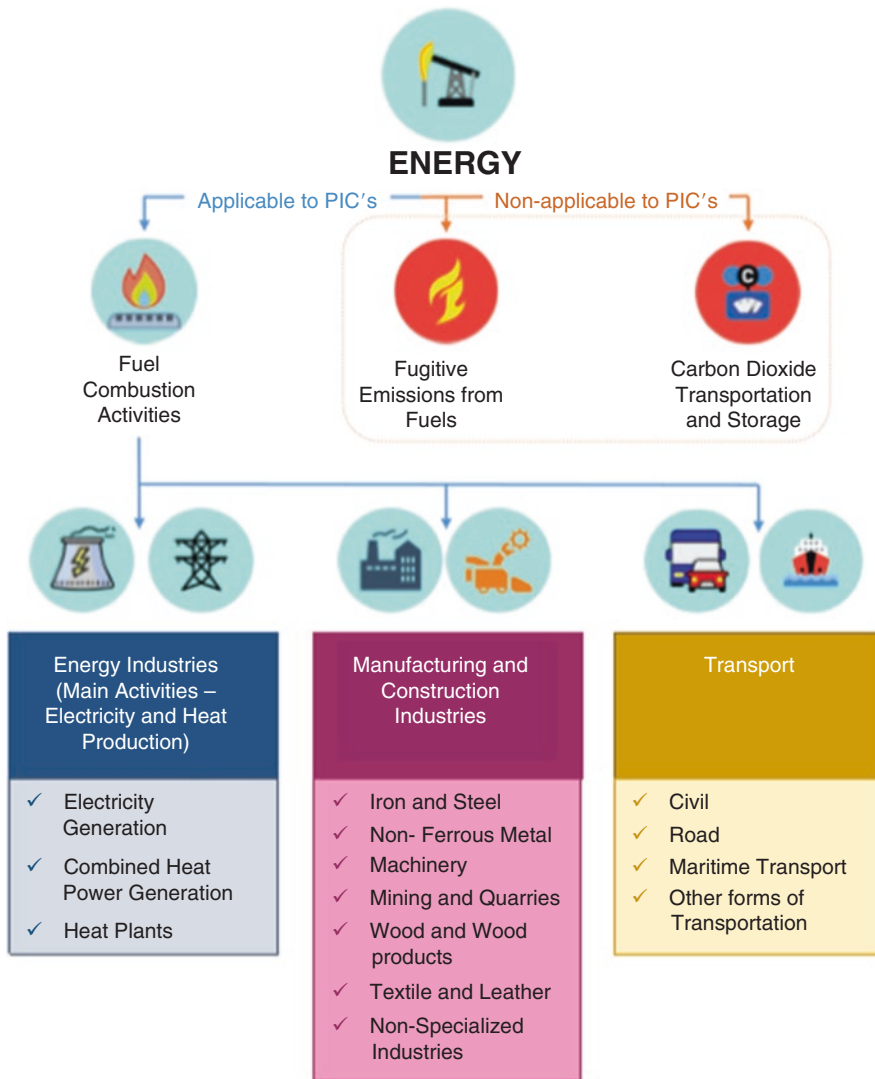 ENERGY
Applicable to PIC′s
Non-applicable to PIC′s
Fuel
Combustion
Activities
Fugitive
Emissions from
Fuels
C
Carbon Dioxide
Transportation
and Storage
Energy Industries
(Main Activities –
Electricity and Heat
Production)
✓ Electricity
Generation
✓ Combined Heat
Power Generation
✓ Heat Plants
Manufacturing and
Construction
Industries
✓ Iron and Steel
✓ Non- Ferrous Metal
✓ Machinery
✓ Mining and Quarries
✓ Wood and Wood
products
✓ Textile and Leather
✓ Non-Specialized
Industries
Transport
✓ Civil
✓ Road
✓ Maritime Transport
✓ Other forms of
Transportation